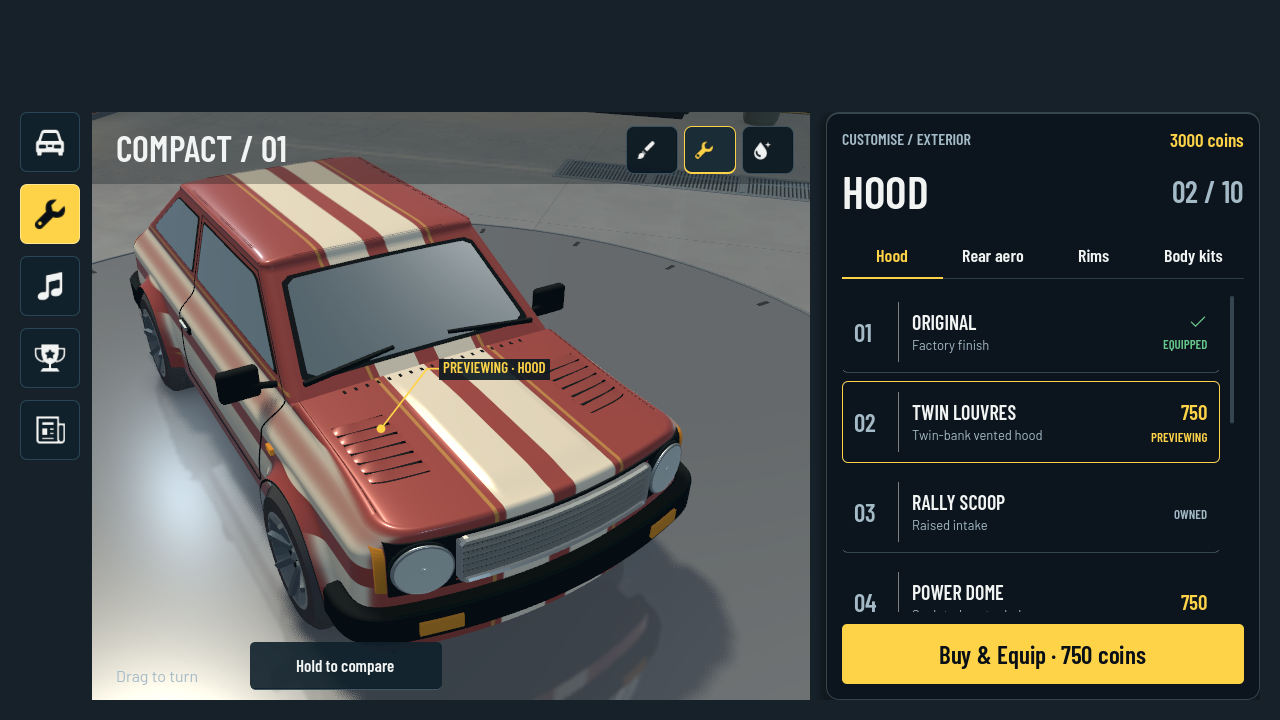 COMPACT / 01
PREVIEWING · HOOD
Drag to turn
Hold to compare
CUSTOMISE / EXTERIOR
3000 coins
HOOD
02 / 10
Hood
Rear aero
Rims
Body kits
01
ORIGINAL
Factory finish
EQUIPPED
02
TWIN LOUVRES
Twin-bank vented hood
750
PREVIEWING
03
RALLY SCOOP
Raised intake
OWNED
04
POWER DOME
750
Buy & Equip · 750 coins